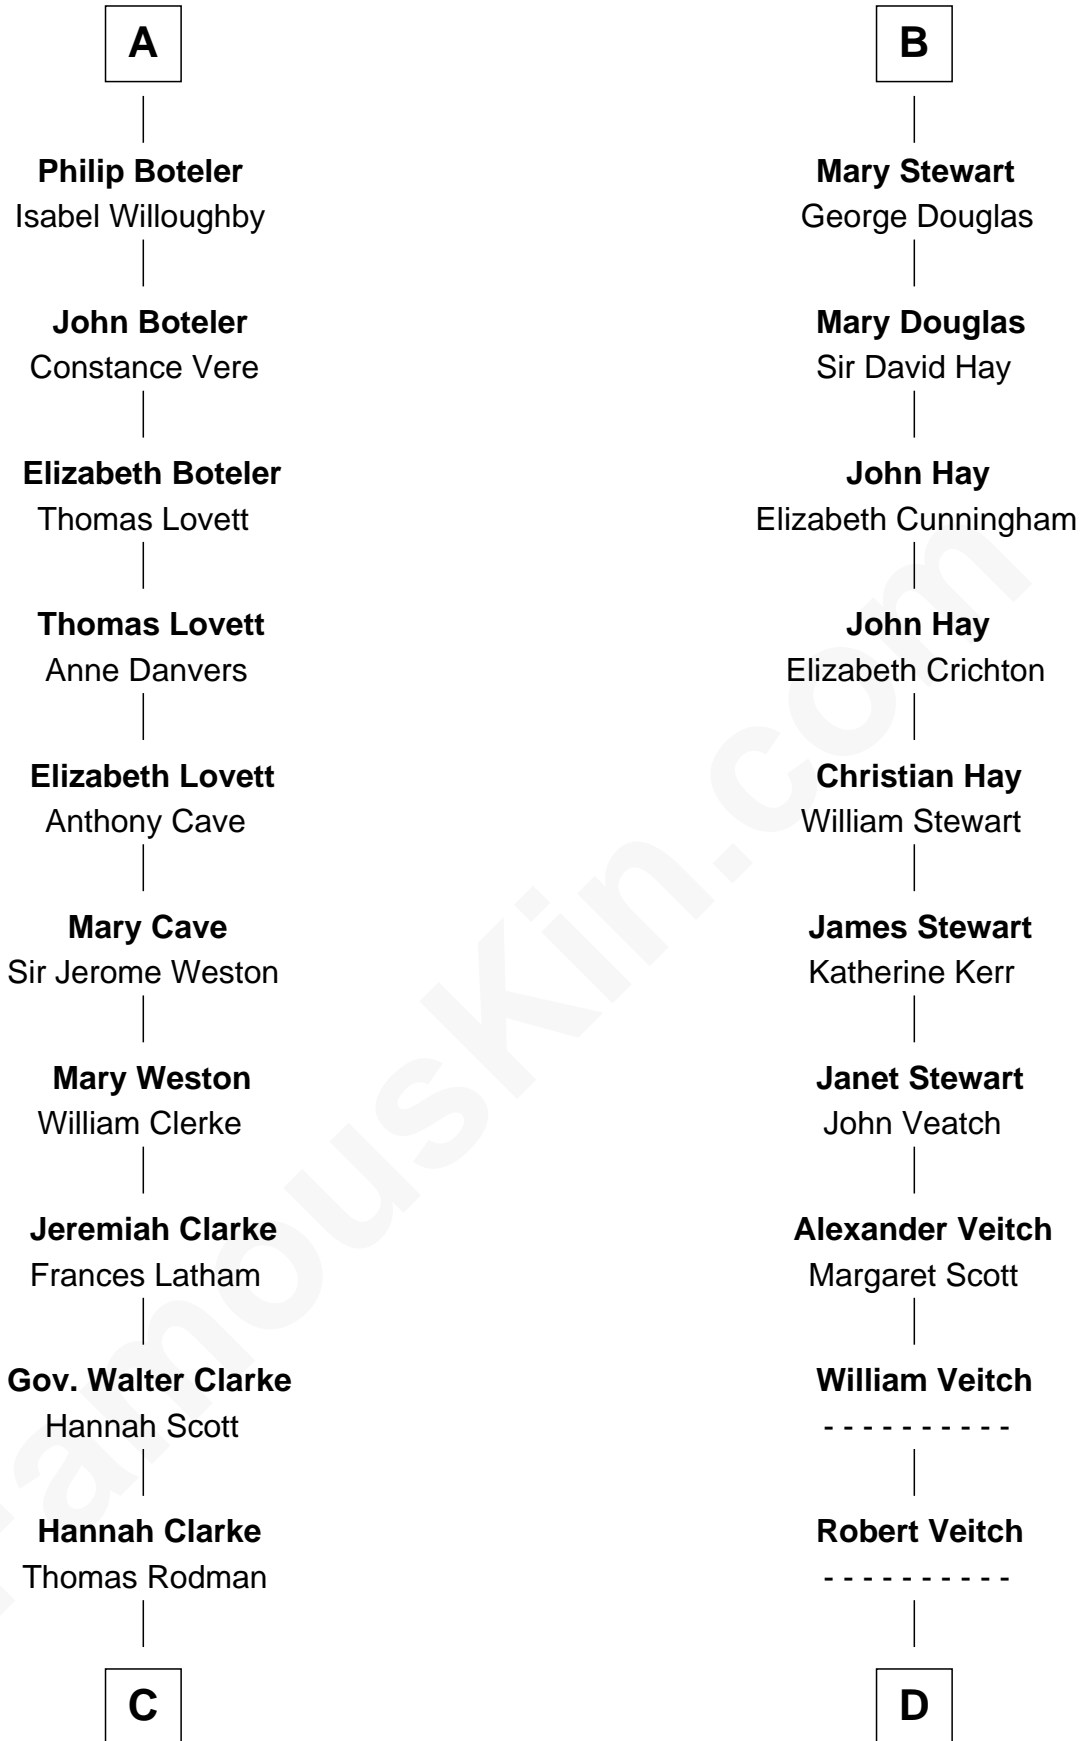 A
Philip Boteler
Isabel Willoughby
John Boteler
Constance Vere
Elizabeth Boteler
Thomas Lovett
Thomas Lovett
Anne Danvers
Elizabeth Lovett
Anthony Cave
Mary Cave
Sir Jerome Weston
Mary Weston
William Clerke
Jeremiah Clarke
Frances Latham
Gov. Walter Clarke
Hannah Scott
Hannah Clarke
Thomas Rodman
C
B
Mary Stewart
George Douglas
Mary Douglas
Sir David Hay
John Hay
Elizabeth Cunningham
John Hay
Elizabeth Crichton
Christian Hay
William Stewart
James Stewart
Katherine Kerr
Janet Stewart
John Veatch
Alexander Veitch
Margaret Scott
William Veitch
- - - - - - - - - -
Robert Veitch
- - - - - - - - - -
D
FamousKin.com